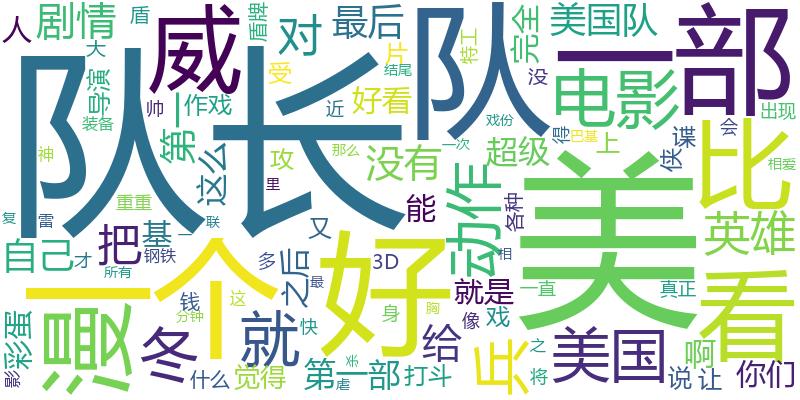 人
剧情
盾
威
盾牌
对
最后
片
特工
完全
美国队
部
大
导演
队长
队
一
第一
作戏
受
结尾
没
电影
出现
装备
帅
近
好看
戏份
得
巴基
会
神
这么
攻
那么
没有
一次
超级
上
侠
谍
比
相爱
重重
里
能
动作
各种
美
英雄
复
雷
一
联
自己
才
把
基
钢铁
所有
多
之后
又
3D
最
好
相
就是
一直
真正
看
漫
一个
钱
这
分钟
就
快
身
胸
像
戏
彩蛋
影
冬
什么
觉得
第一部
虐
打斗
给
兵
之
将
美国
说
让
啊
你们